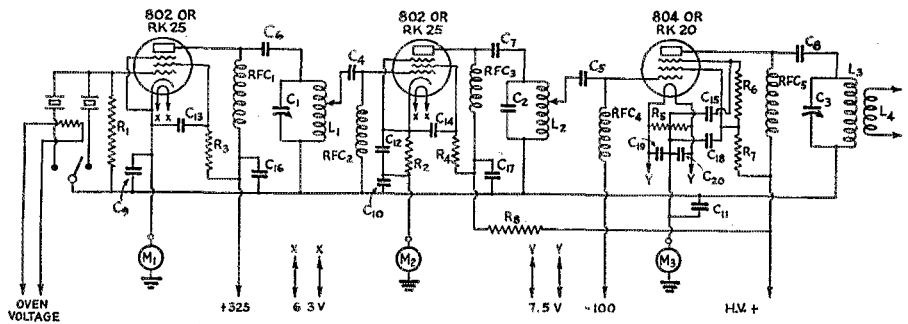 802 OR
RK 25
802 OR
RK 25
804 OR
RK 20
C6
C4
C7
C5
C8
RFC1
RFC3
RFC4
RFC5
L3
L4
R6
C15
R5
C1
C2
C3
R1
X X
C13
R3
L1
RFC2
X X
C14
C12
R2
R4
L2
C19
C18
R7
C16
C17
Y
Y
C20
C9
C10
C11
R8
M1
M2
M3
X X
Y Y
OVEN
VOLTAGE
+325
6.3V
7.5 V
-100
H.V. +